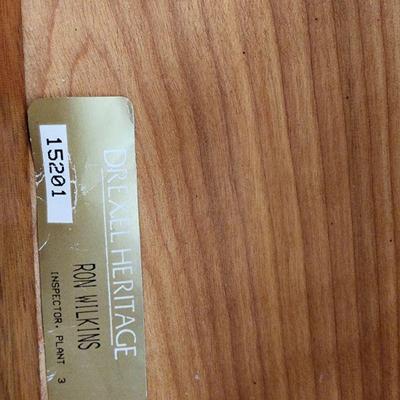 DREXEL HERITAGE
15201
RON WILKINS
INSPECTOR, PLANT 3